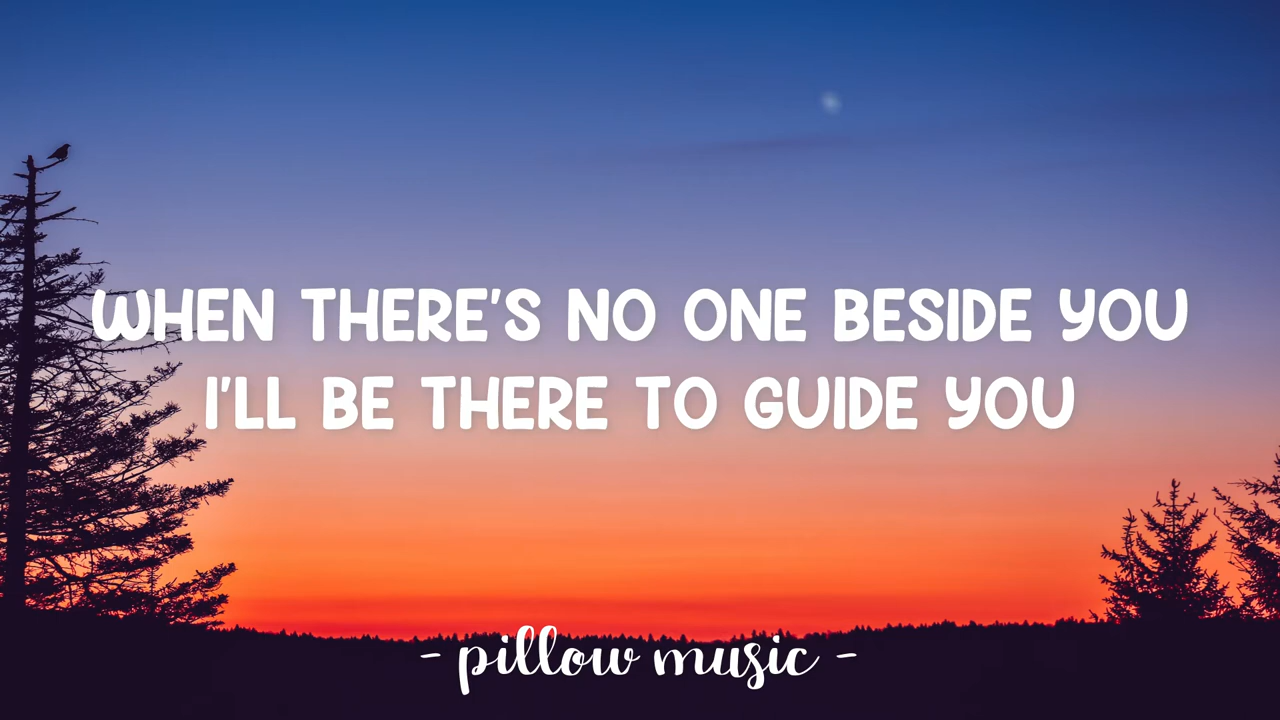 WHEN THERE'S NO ONE BESIDE YOU
I'LL BE THERE TO GUIDE YOU
- pillow music -